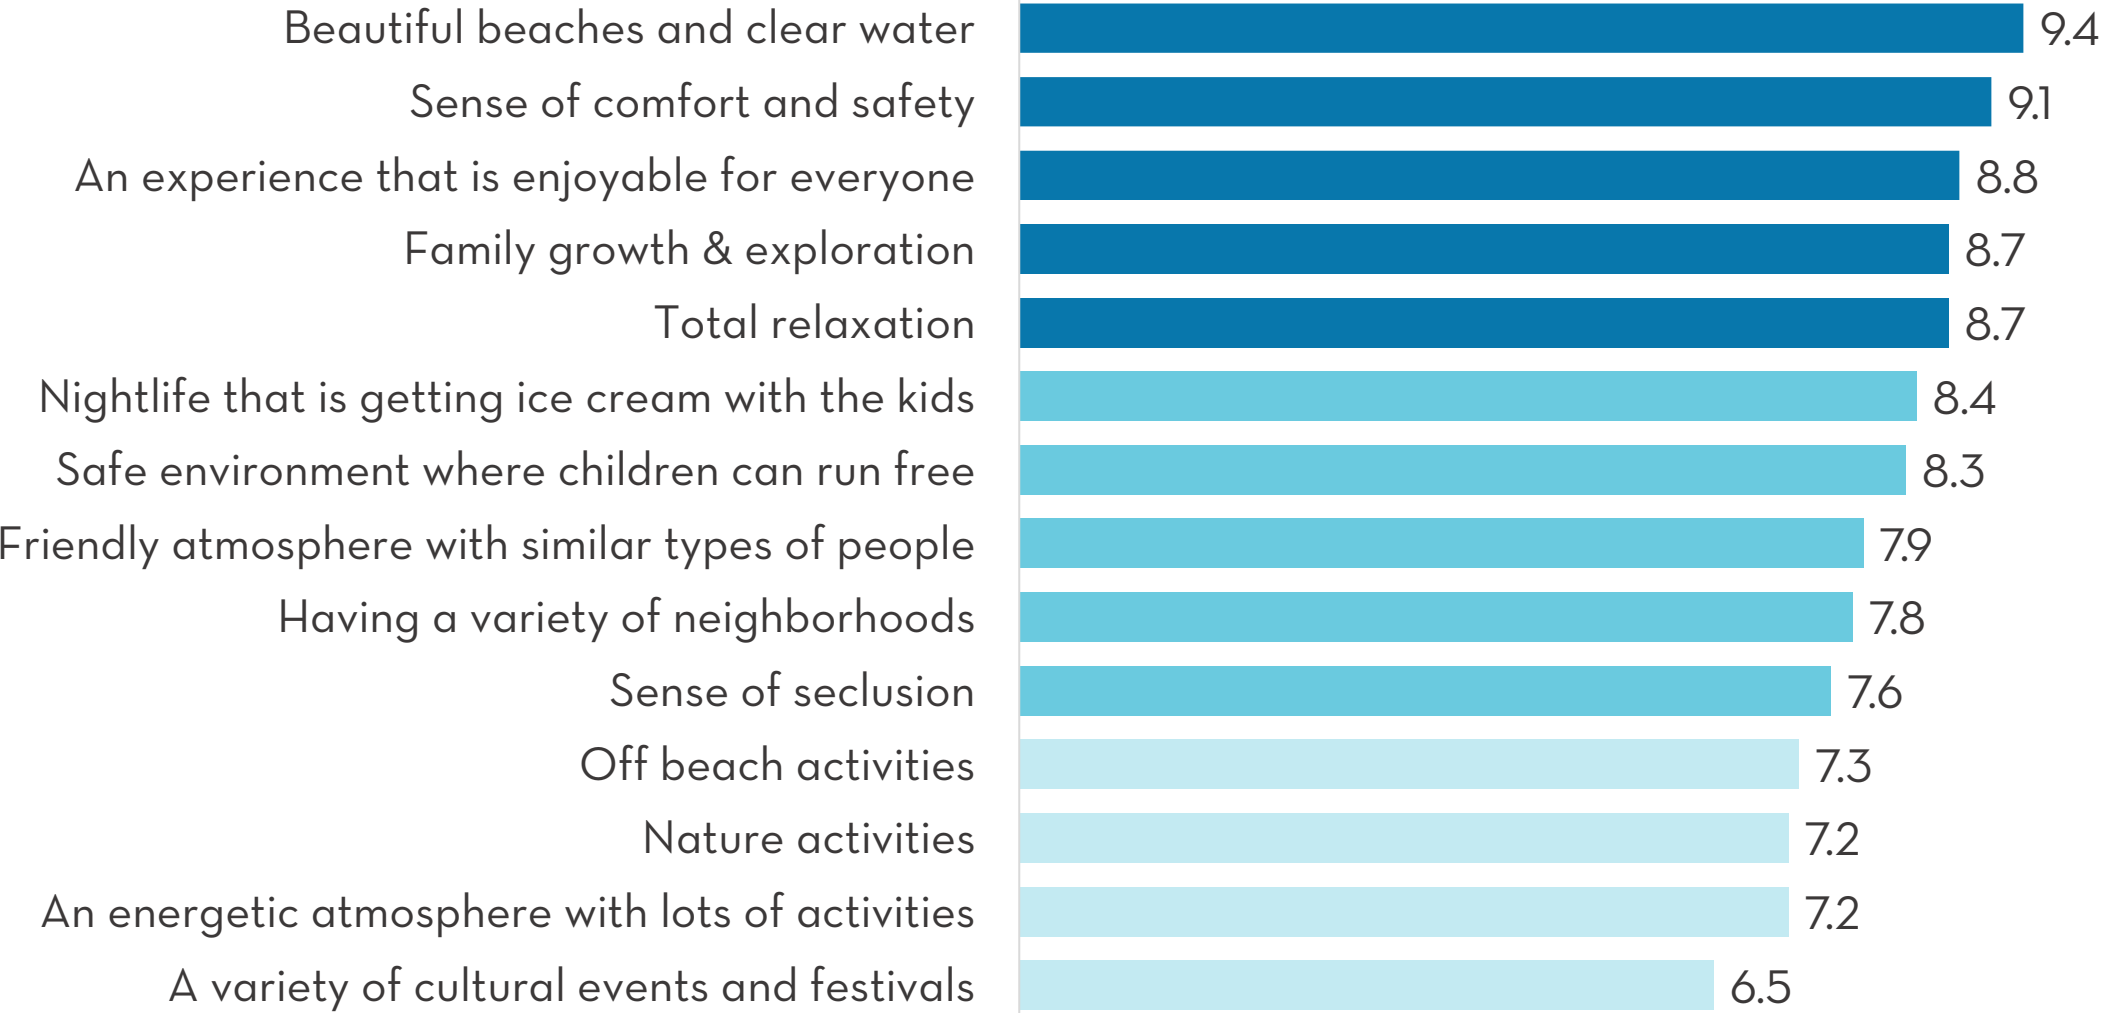 Beautiful beaches and clear water 9.4
Sense of comfort and safety 9.1
An experience that is enjoyable for everyone 8.8
Family growth & exploration 8.7
Total relaxation 8.7
Nightlife that is getting ice cream with the kids 8.4
Safe environment where children can run free 8.3
Friendly atmosphere with similar types of people 7.9
Having a variety of neighborhoods 7.8
Sense of seclusion 7.6
Off beach activities 7.3
Nature activities 7.2
An energetic atmosphere with lots of activities 7.2
A variety of cultural events and festivals 6.5